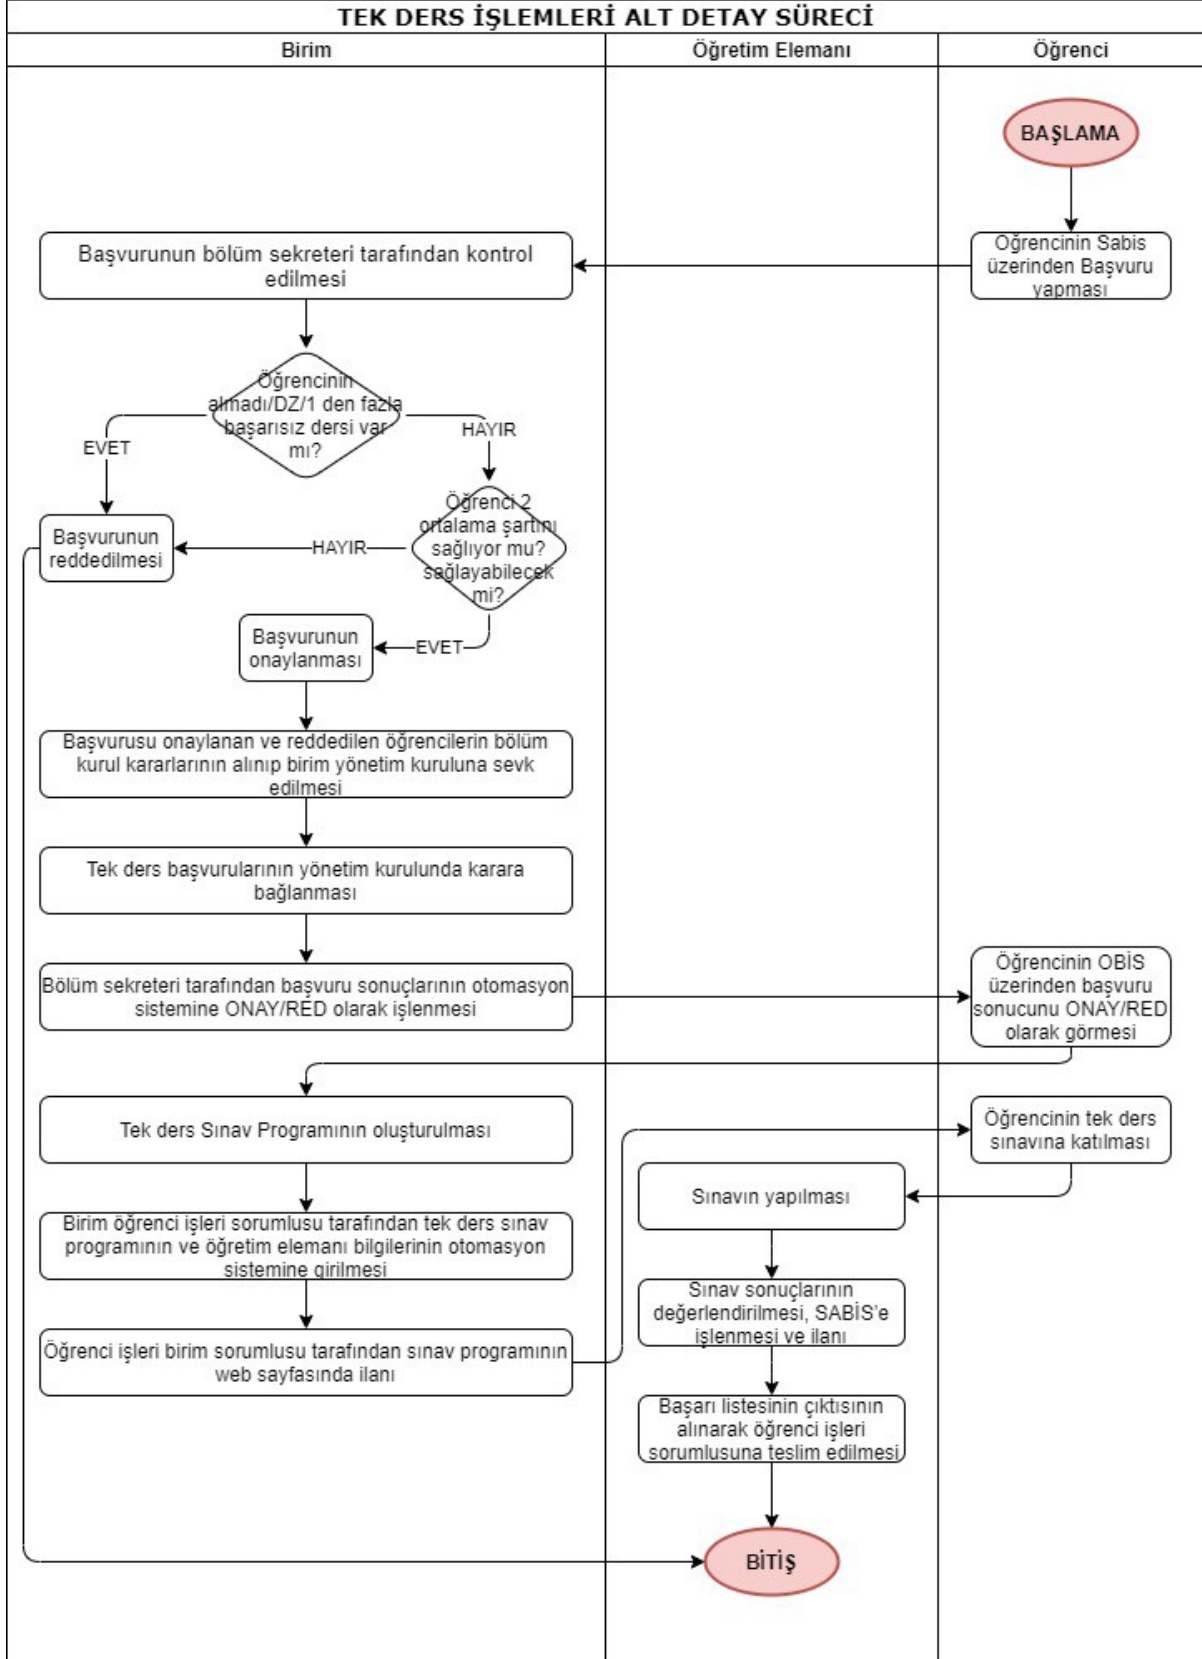 TEK DERS İŞLEMLERİ ALT DETAY SÜRECİ
Birim
Öğretim Elemanı
Öğrenci
BAŞLAMA
Öğrencinin Sabis
üzerinden Başvuru
yapması
Başvurunun bölüm sekreteri tarafından kontrol
edilmesi
Öğrencinin
almadı/DZ/1 den fazla
başarısız dersi var
mı?
EVET
HAYIR
Öğrenci 2
ortalama şartını
sağlıyor mu?
sağlayabilecek
mi?
HAYIR
Başvurunun
reddedilmesi
EVET
Başvurunun
onaylanması
Başvurusu onaylanan ve reddedilen öğrencilerin bölüm
kurul kararlarının alınıp birim yönetim kuruluna sevk
edilmesi
Tek ders başvurularının yönetim kurulunda karara
bağlanması
Bölüm sekreteri tarafından başvuru sonuçlarının otomasyon
sistemine ONAY/RED olarak işlenmesi
Öğrencinin OBİS
üzerinden başvuru
sonucunu ONAY/RED
olarak görmesi
Tek ders Sınav Programının oluşturulması
Öğrencinin tek ders
sınavına katılması
Sınavın yapılması
Birim öğrenci işleri sorumlusu tarafından tek ders sınav
programının ve öğretim elemanı bilgilerinin otomasyon
sistemine girilmesi
Sınav sonuçlarının
değerlendirilmesi, SABİS'e
işlenmesi ve ilanı
Öğrenci işleri birim sorumlusu tarafından sınav programının
web sayfasında ilanı
Başarı listesinin çıktısının
alınarak öğrenci işleri
sorumlusuna teslim edilmesi
BİTİŞ